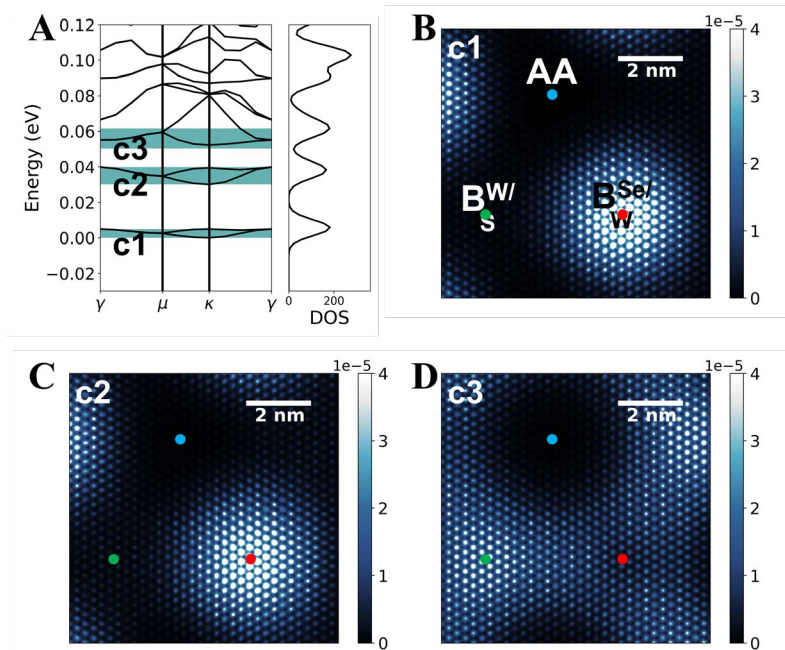 A
0.12
0.10
0.08
0.06
0.04
0.02
0.00
−0.02
Energy (eV)
c3
c2
c1
γ
μ
κ
γ
0
200
DOS
B
c1
AA
2 nm
B^W/
S
B^Se/
W
1e−5
4
3
2
1
0
C
c2
2 nm
1e−5
4
3
2
1
0
D
c3
2 nm
1e−5
4
3
2
1
0